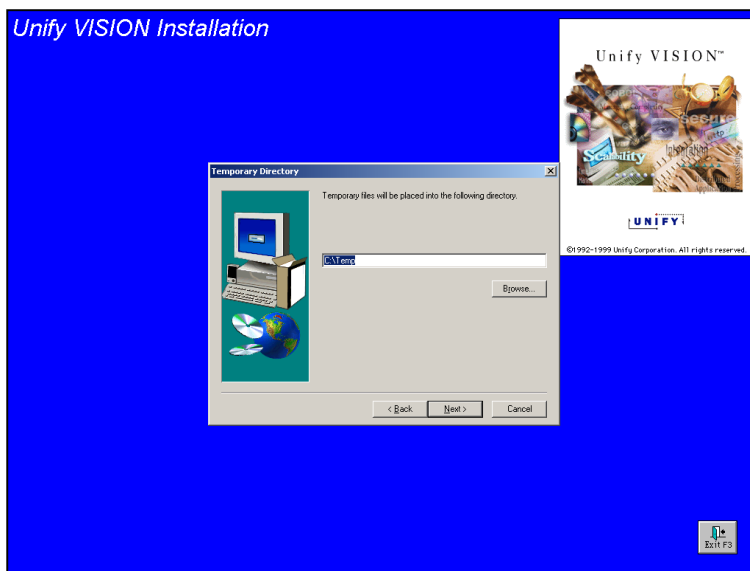 Unify VISION Installation
Unify VISION™
secure
Scalability
Integration
UNIFY
©1992-1999 Unify Corporation. All rights reserved.
Temporary Directory
Temporary files will be placed into the following directory.
C:\Temp
Browse...
< Back
Next >
Cancel
Exit F3